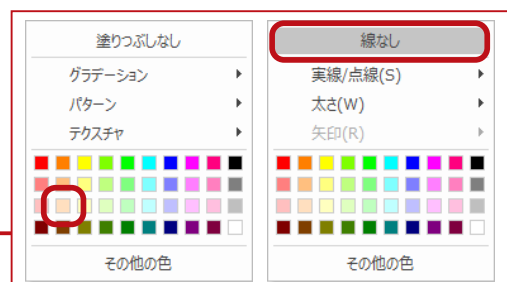 塗りつぶしなし
グラデーション
パターン
テクスチャ
その他の色
線なし
実線/点線(S)
太さ(W)
矢印(R)
その他の色